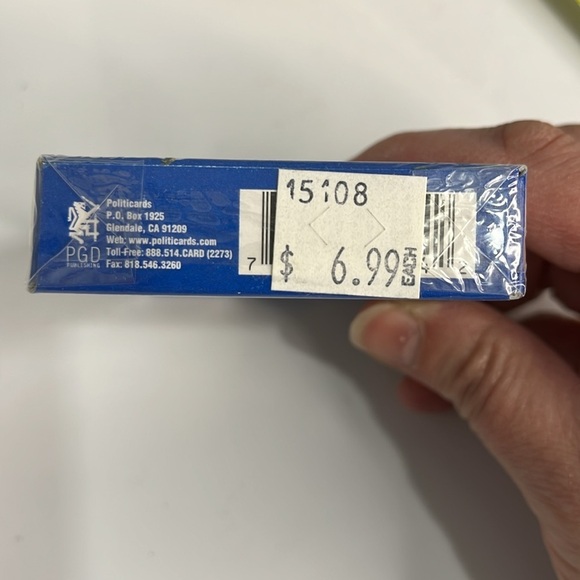 Politicards
P.O. Box 1925
Glendale, CA 91209
Web: www.politicards.com
Toll-Free: 888.514.CARD (2273)
Fax: 818.546.3260
PGD
PUBLISHING
15108
$ 6.99 EACH
7